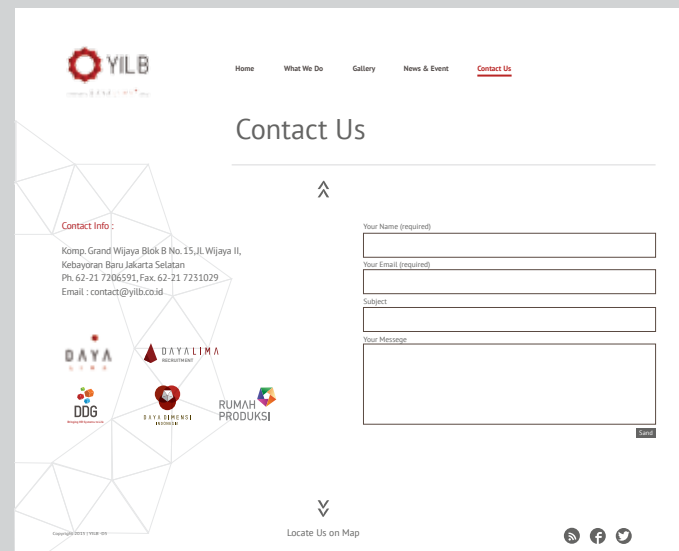 YILB
Home What We Do Gallery News & Event Contact Us
Contact Us
Contact Info :
Komp. Grand Wijaya Blok B No. 15, Jl. Wijaya II,
Kebayoran Baru Jakarta Selatan
Ph. 62-21 7206591, Fax. 62-21 7231029
Email : contact@yilb.co.id
Your Name (required)
Your Email (required)
Subject
Your Messege
Sand
DAYA
LIMA
DAYALIMA
RECRUITMENT
DDG
DAYA DIMENSI
INDONESIA
RUMAH
PRODUKSI
Locate Us on Map